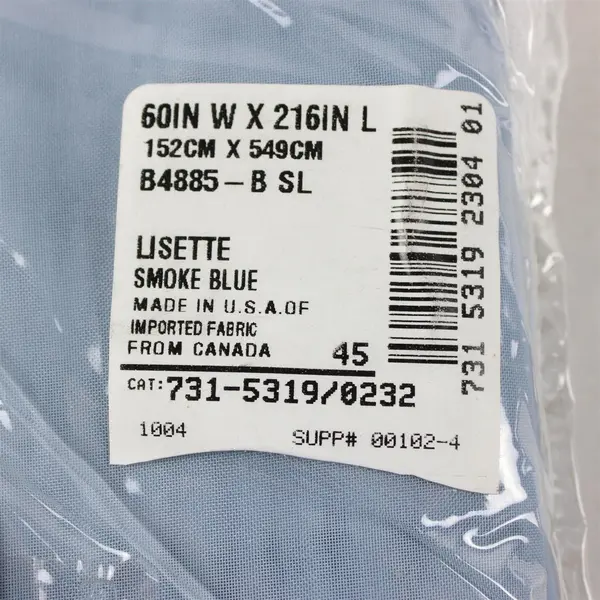 60IN W X 216IN L
152CM X 549CM
B4885-B SL
LISETTE
SMOKE BLUE
MADE IN U.S.A.OF
IMPORTED FABRIC
FROM CANADA 45
CAT: 731-5319/0232
1004 SUPP# 00102-4
731 5319 2304 01